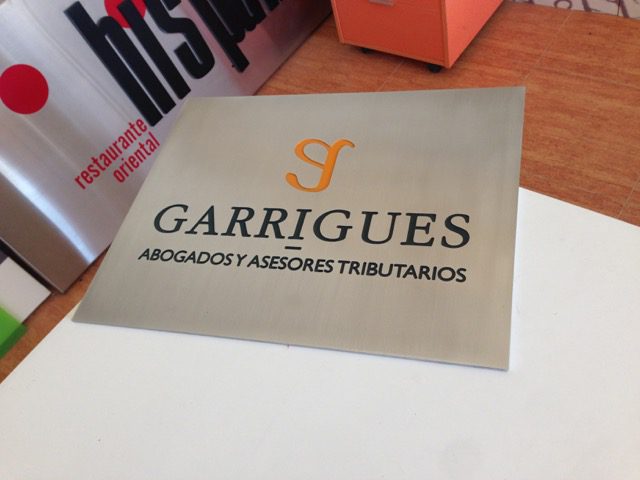 restaurante
oriental
GARRIGUES
ABOGADOS Y ASESORES TRIBUTARIOS